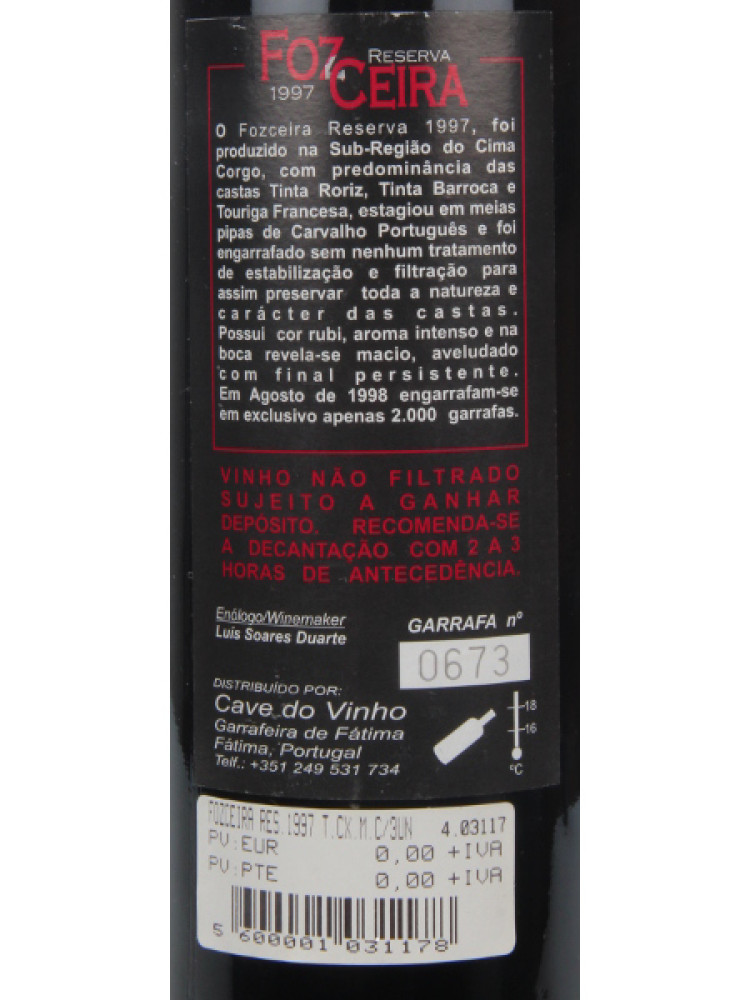 FOZ RESERVA
1997 CEIRA
O Fozceira Reserva 1997, foi
produzido na Sub-Região do Cima
Corgo, com predominância das
castas Tinta Roriz, Tinta Barroca e
Touriga Francesa, estagiou em meias
pipas de Carvalho Português e foi
engarrafado sem nenhum tratamento
de estabilização e filtração para
assim preservar toda a natureza e
carácter das castas.
Possui cor rubi, aroma intenso e na
boca revela-se macio, aveludado
com final persistente.
Em Agosto de 1998 engarrafam-se
em exclusivo apenas 2.000 garrafas.
VINHO NÃO FILTRADO
SUJEITO A GANHAR
DEPÓSITO. RECOMENDA-SE
A DECANTAÇÃO COM 2 A 3
HORAS DE ANTECEDÊNCIA.
Enólogo/Winemaker
Luis Soares Duarte
GARRAFA nº
0673
DISTRIBUÍDO POR:
Cave do Vinho
Garrafeira de Fátima
Fátima, Portugal
Telf.: +351 249 531 734
18
16
ºC
FOZCEIRA RES.1997 T.CX.M.C/3UN 4.03117
PV:EUR 0,00 +IVA
PV:PTE 0,00 +IVA
5 600001 031178